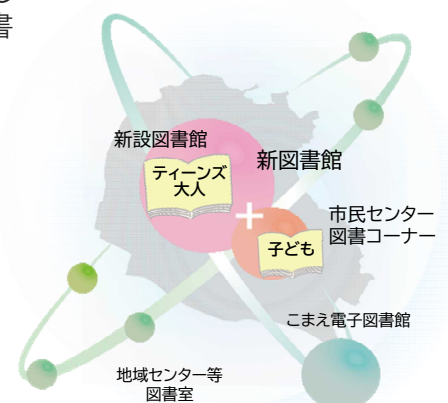 書
新設図書館
ティーンズ
大人
新図書館
+
子ども
市民センター
図書コーナー
こまえ電子図書館
地域センター等
図書室